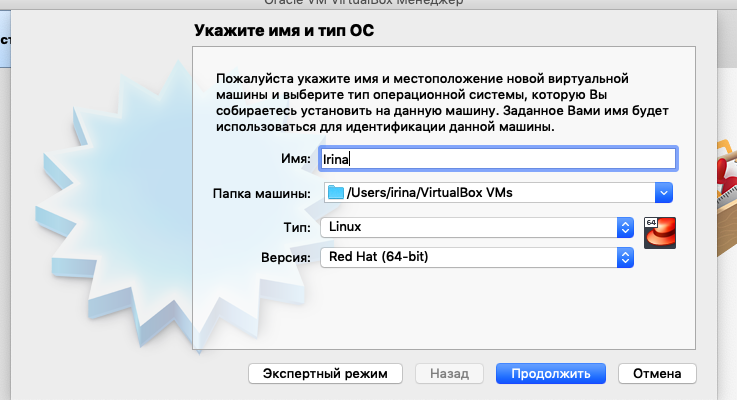 Oracle VM VirtualBox Менеджер
ст
Укажите имя и тип ОС
Пожалуйста укажите имя и местоположение новой виртуальной
машины и выберите тип операционной системы, которую Вы
собираетесь установить на данную машину. Заданное Вами имя будет
использоваться для идентификации данной машины.
Имя: Irina
Папка машины: /Users/irina/VirtualBox VMs
Тип: Linux
64
Версия: Red Hat (64-bit)
Экспертный режим Назад Продолжить Отмена